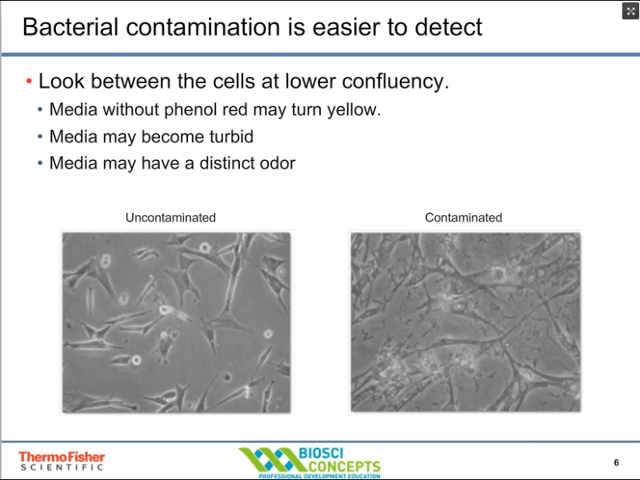 Bacterial contamination is easier to detect
• Look between the cells at lower confluency.
• Media without phenol red may turn yellow.
• Media may become turbid
• Media may have a distinct odor
Uncontaminated
Contaminated
ThermoFisher
SCIENTIFIC
BIOSCI
CONCEPTS
PROFESSIONAL DEVELOPMENT EDUCATION
6